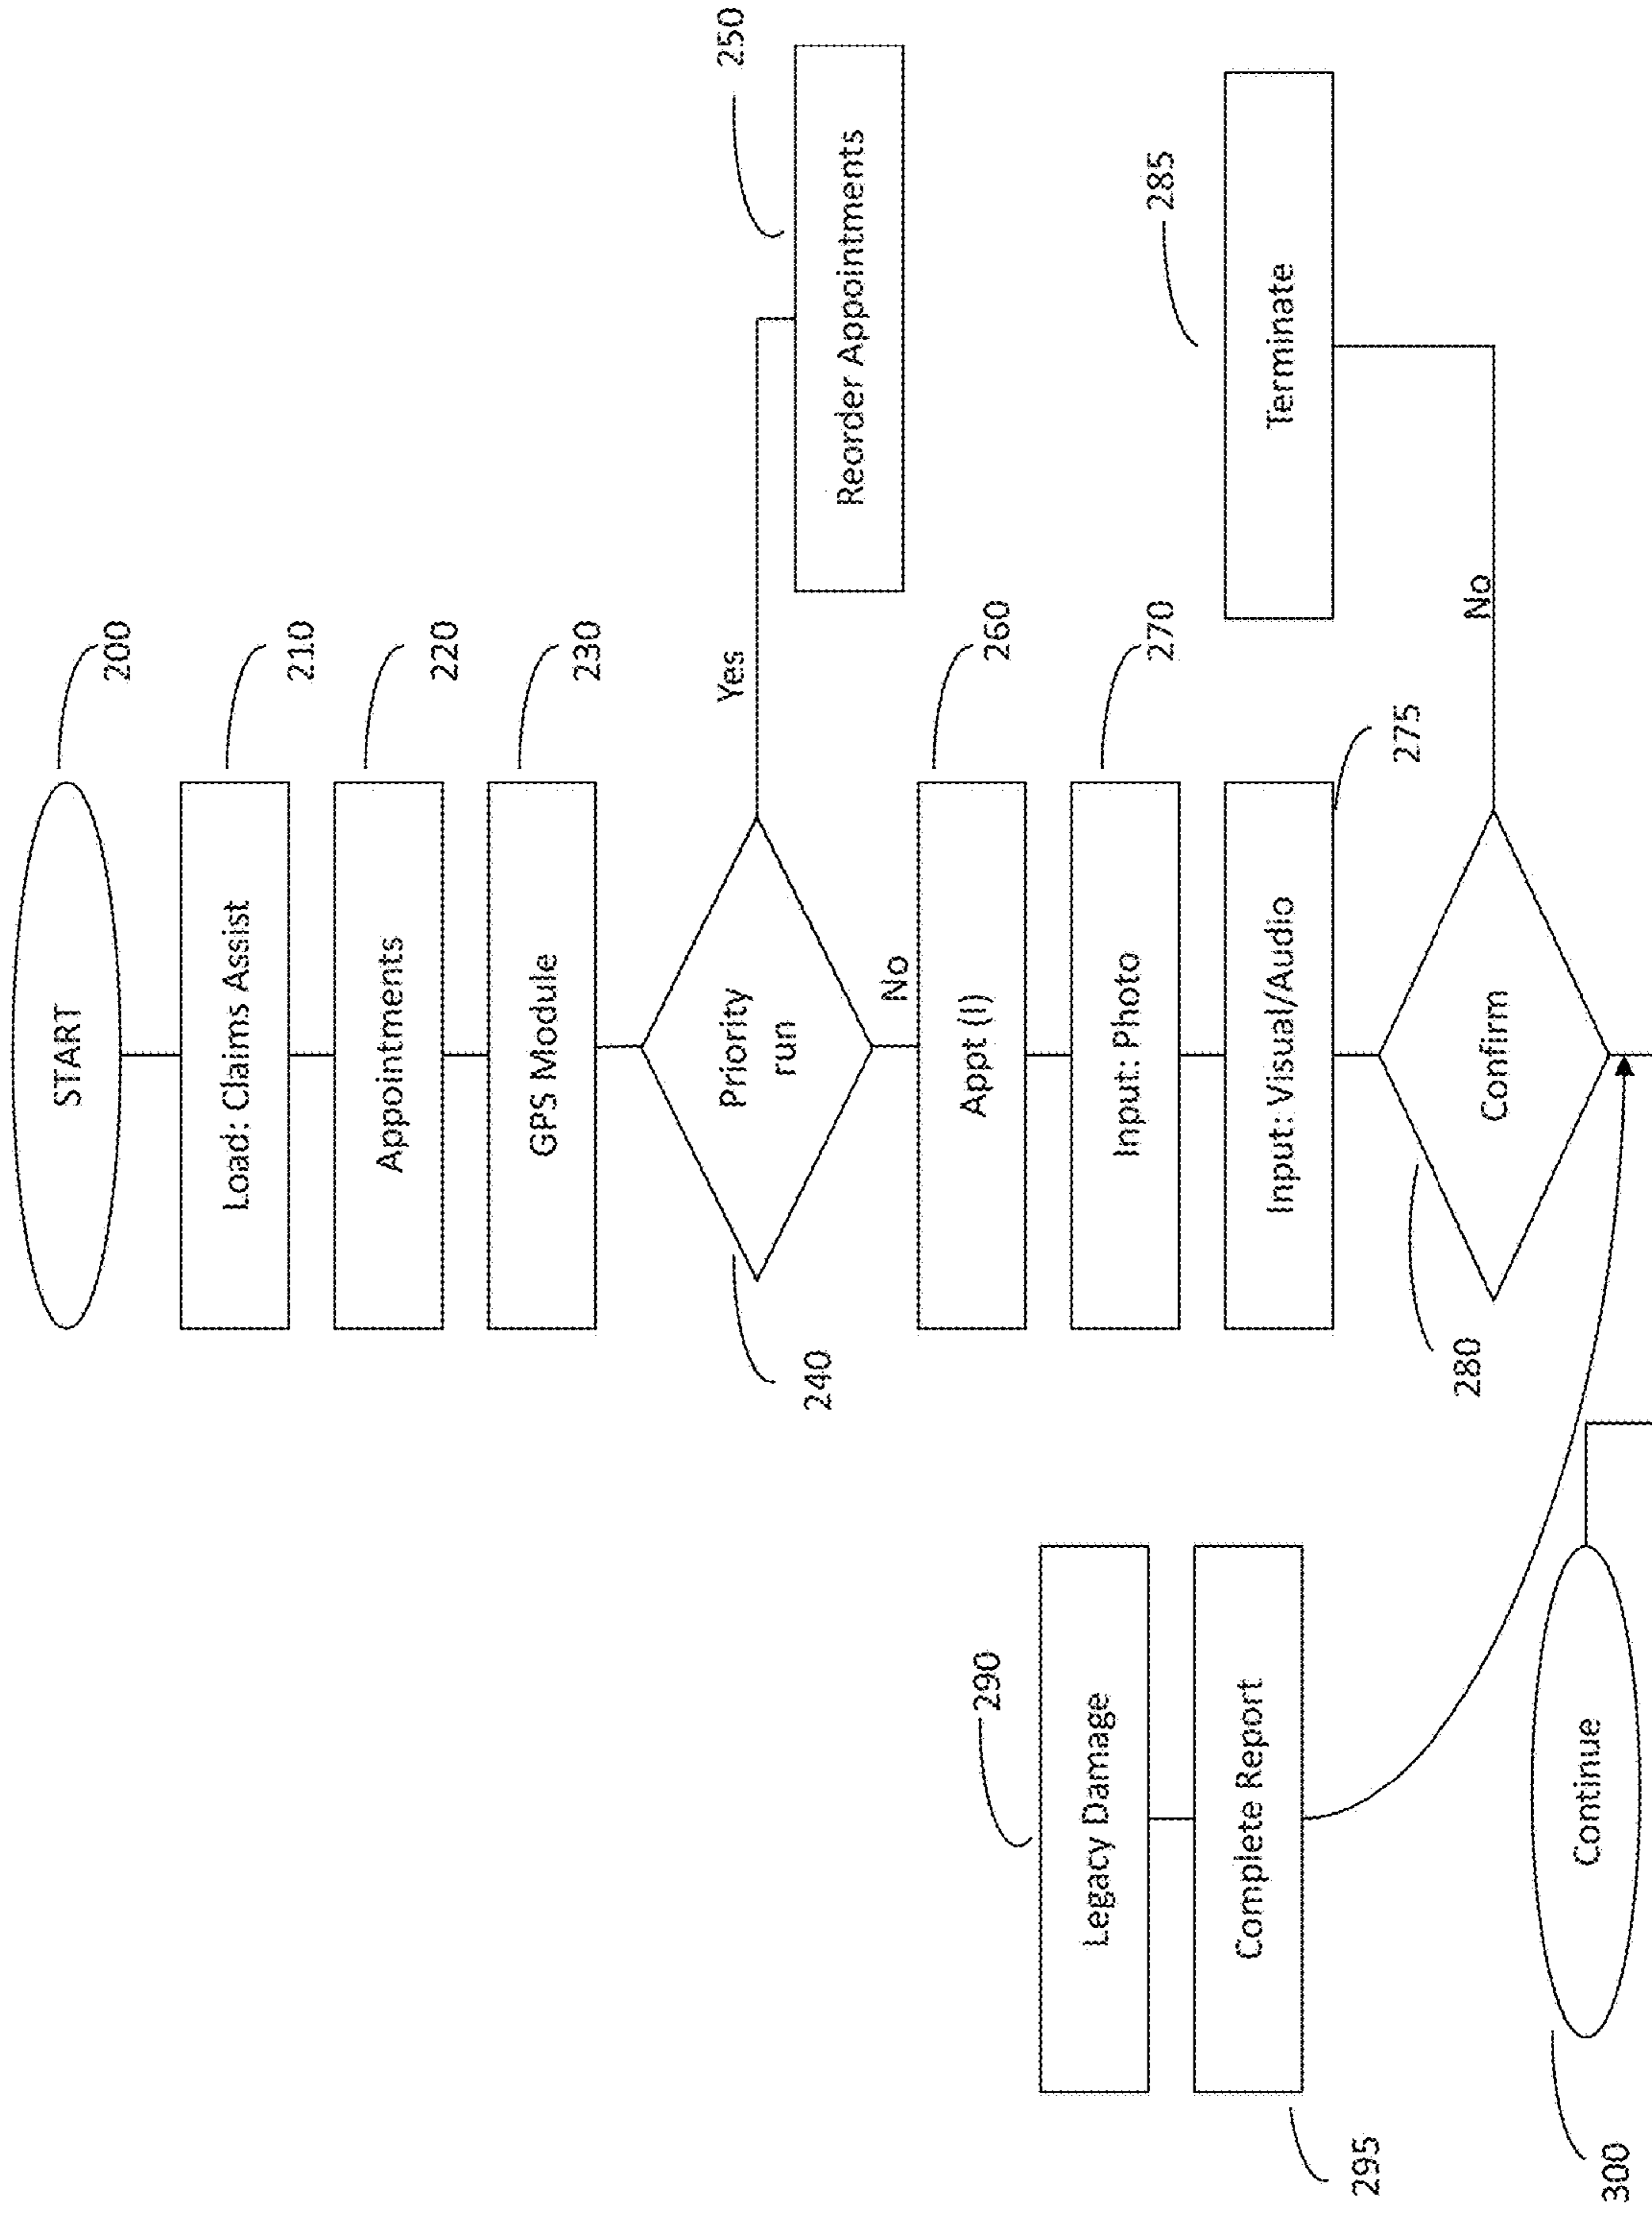 START
200
Load: Claims Assist
210
Appointments
220
GPS Module
230
Priority
run
240
Yes
250
Reorder Appointments
No
Appt (I)
260
Input: Photo
270
Input: Visual/Audio
275
Confirm
280
No
285
Terminate
290
Legacy Damage
Complete Report
295
Continue
300